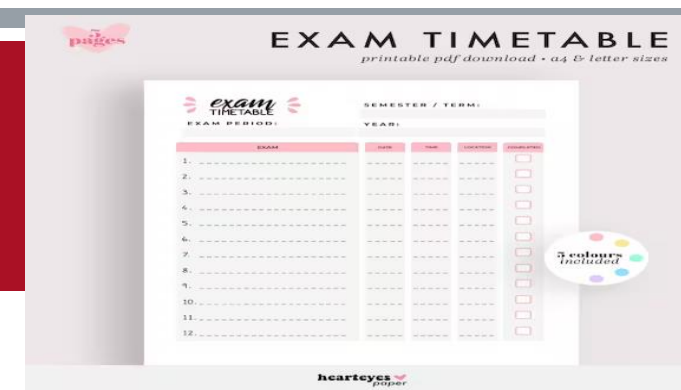 5
pages
EXAM TIMETABLE
printable pdf download • a4 & letter sizes
exam
TIMETABLE
SEMESTER / TERM:
EXAM PERIOD:
YEAR:
EXAM DATE TIME LOCATION COMPLETED
1.
2.
3.
4.
5.
6.
7.
8.
9.
10.
11.
12.
5 colours
included
hearteyes
paper